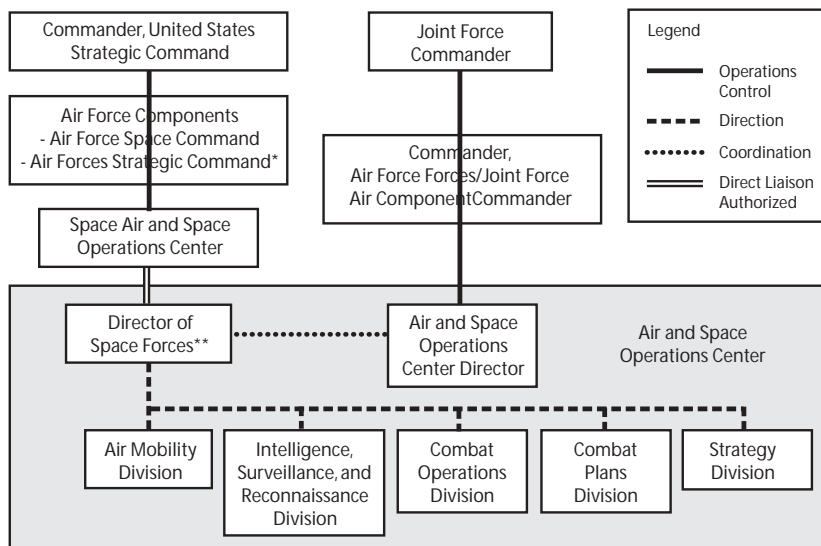 Commander, United States
Strategic Command
Joint Force
Commander
Legend
Operations
Control
Direction
Coordination
Direct Liaison
Authorized
Air Force Components
- Air Force Space Command
- Air Forces Strategic Command*
Commander,
Air Force Forces/Joint Force
Air ComponentCommander
Space Air and Space
Operations Center
Director of
Space Forces**
Air and Space
Operations
Center Director
Air and Space
Operations Center
Air Mobility
Division
Intelligence,
Surveillance, and
Reconnaissance
Division
Combat
Operations
Division
Combat
Plans
Division
Strategy
Division